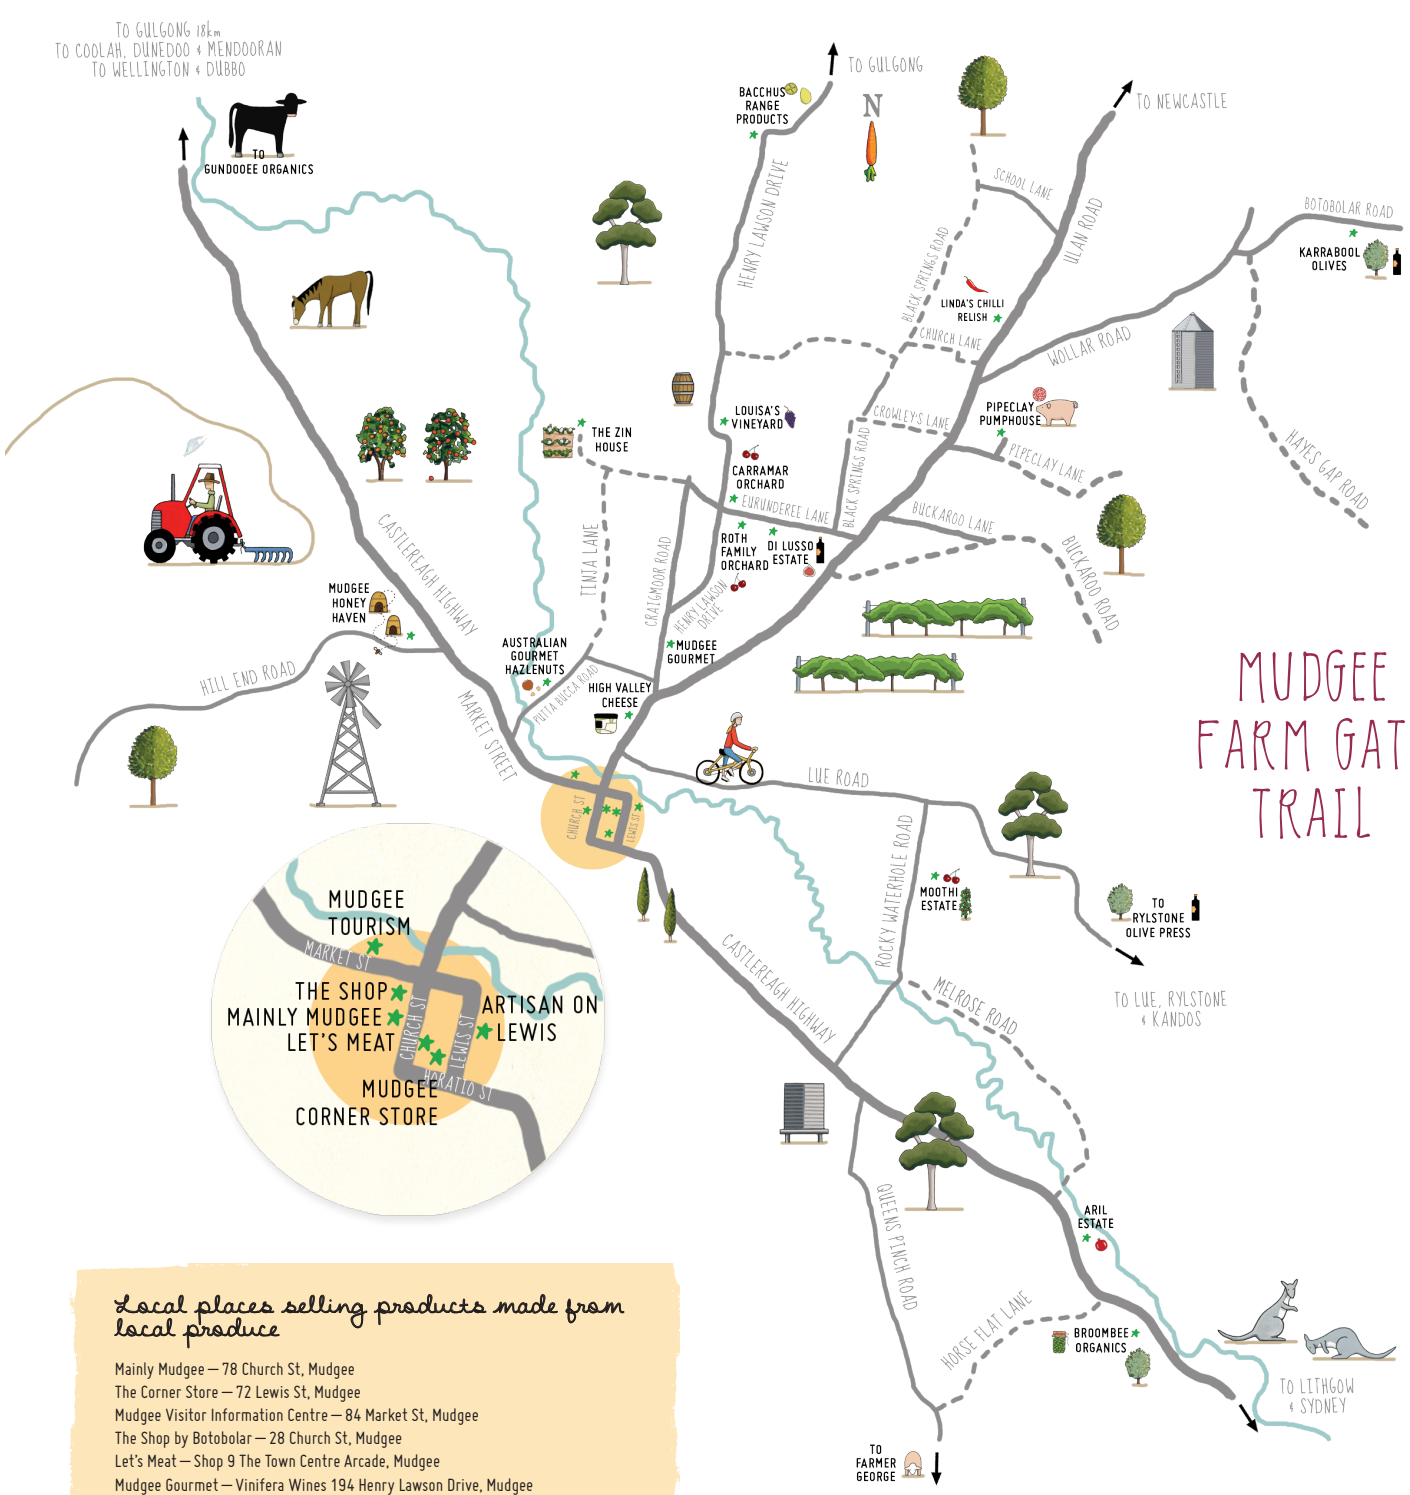 TO GULGONG 18km
TO COOLAH, DUNEDOO & MENDOORAN
TO WELLINGTON & DUBBO
TO
GUNDOOEE ORGANICS
BACCHUS
RANGE
PRODUCTS
TO GULGONG
N
TO NEWCASTLE
HENRY LAWSON DRIVE
SCHOOL LANE
ULAN ROAD
BOTOBOLAR ROAD
KARRABOOL
OLIVES
BLACK SPRINGS ROAD
LINDA'S CHILLI
RELISH
CHURCH LANE
WOLLAR ROAD
LOUISA'S
VINEYARD
CROWLEY'S LANE
PIPECLAY
PUMPHOUSE
THE ZIN
HOUSE
CARRAMAR
ORCHARD
BLACK SPRINGS ROAD
PIPECLAY LANE
HAYES GAP ROAD
EURUNDEREE LANE
BUCKAROO LANE
CASTLEREAGH HIGHWAY
TINJA LANE
CRAIGMOOR ROAD
ROTH
FAMILY
ORCHARD
DI LUSSO
ESTATE
BUCKAROO ROAD
HENRY LAWSON
DRIVE
MUDGEE
HONEY
HAVEN
AUSTRALIAN
GOURMET
HAZLENUTS
MUDGEE
GOURMET
HILL END ROAD
HIGH VALLEY
CHEESE
PUTTA BUCCA ROAD
MARKET STREET
MUDGEE
FARM GAT
TRAIL
LUE ROAD
CHURCH ST
LEWIS ST
ROCKY WATERHOLE ROAD
MOOTHI
ESTATE
TO
RYLSTONE
OLIVE PRESS
TO LUE, RYLSTONE
& KANDOS
CASTLEREAGH HIGHWAY
MELROSE ROAD
MUDGEE
TOURISM
MARKET ST
THE SHOP
MAINLY MUDGEE
LET'S MEAT
CHURCH ST
LEWIS ST
ARTISAN ON
LEWIS
HORATIO ST
MUDGEE
CORNER STORE
QUEENS PINCH ROAD
ARIL
ESTATE
HORSE FLAT LANE
BROOMBEE
ORGANICS
TO LITHGOW
& SYDNEY
TO
FARMER
GEORGE
Local places selling products made from
local produce
Mainly Mudgee – 78 Church St, Mudgee
The Corner Store – 72 Lewis St, Mudgee
Mudgee Visitor Information Centre – 84 Market St, Mudgee
The Shop by Botobolar – 28 Church St, Mudgee
Let's Meat – Shop 9 The Town Centre Arcade, Mudgee
Mudgee Gourmet – Vinifera Wines 194 Henry Lawson Drive, Mudgee